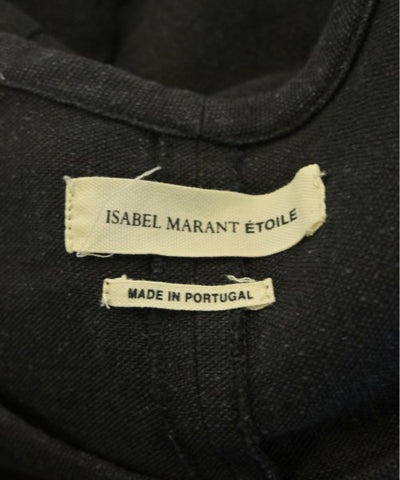 ISABEL MARANT ÉTOILE
MADE IN PORTUGAL